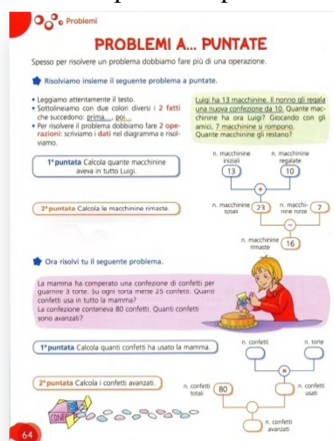 Problemi
PROBLEMI A... PUNTATE
Spesso per risolvere un problema dobbiamo fare più di una operazione.
Risolviamo insieme il seguente problema a puntate.
• Leggiamo attentamente il testo.
• Sottolineiamo con due colori diversi i 2 fatti
che succedono: prima..., poi...
• Per risolvere il problema dobbiamo fare 2 ope-
razioni: scriviamo i dati nel diagramma e risol-
viamo.
Luigi ha 13 macchinine. Il nonno gli regala
una nuova confezione da 10. Quante mac-
chinine ha ora Luigi? Giocando con gli
amici, 7 macchinine si rompono.
Quante macchinine gli restano?
1ª puntata Calcola quante macchinine
aveva in tutto Luigi.
2ª puntata Calcola le macchinine rimaste.
n. macchinine
iniziali
n. macchinine
regalate
13
10
+
n. macchinine
totali
23
n. macchi-
nine rotte
7
−
n. macchinine
rimaste
16
Ora risolvi tu il seguente problema.
La mamma ha comperato una confezione di confetti per
guarnire 3 torte. Su ogni torta mette 25 confetti. Quanti
confetti usa in tutto la mamma?
La confezione conteneva 80 confetti. Quanti confetti
sono avanzati?
1ª puntata Calcola quanti confetti ha usato la mamma.
2ª puntata Calcola i confetti avanzati.
n. confetti
n. torte
×
n. confetti
totali
80
n. confetti
usati
n. confetti
avanzati
CONF
64